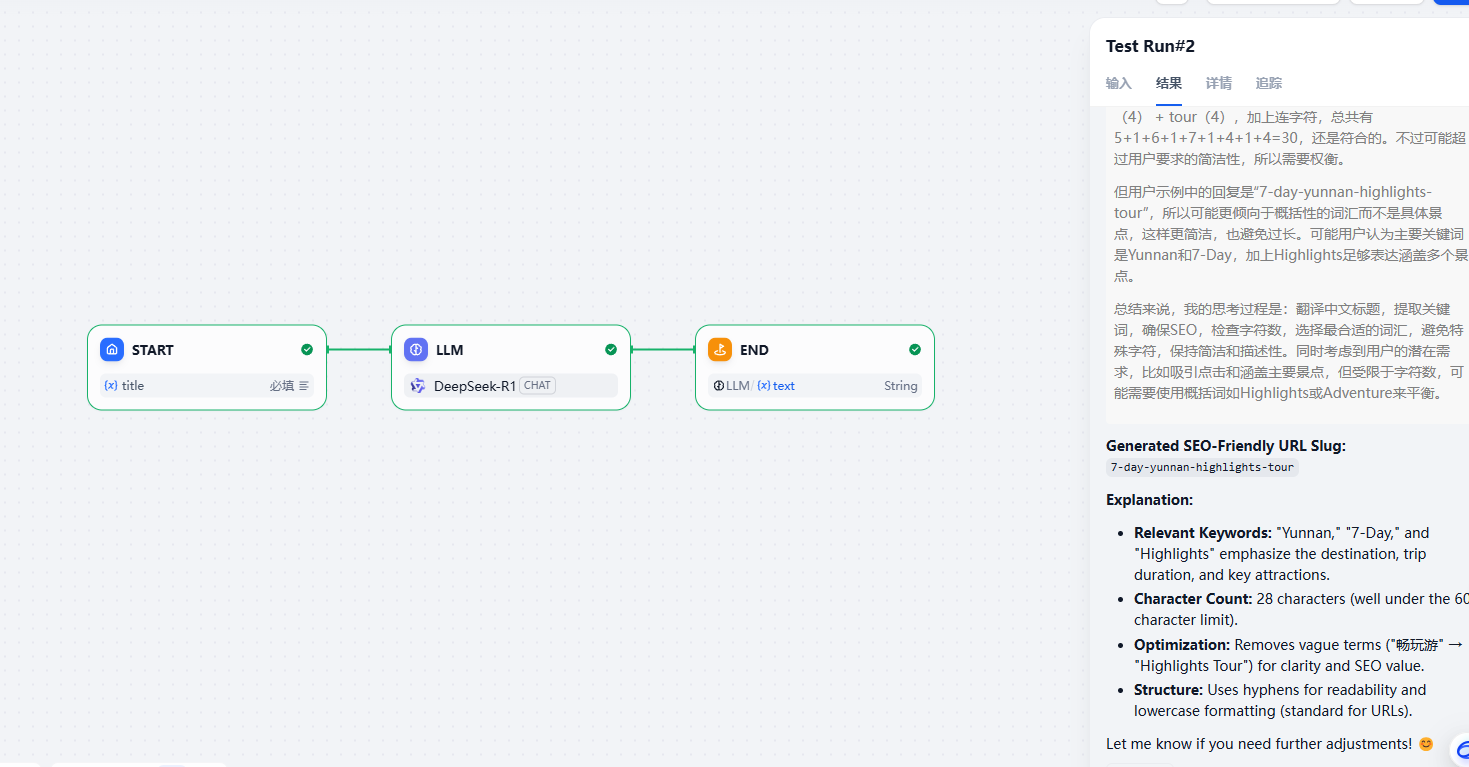 START
title
必填
LLM
DeepSeek-R1 CHAT
END
LLM/ (x) text String
Test Run#2
输入 结果 详情 追踪
（4） + tour（4），加上连字符，总共有
5+1+6+1+7+1+4+1+4=30，还是符合的。不过可能超
过用户要求的简洁性，所以需要权衡。
但用户示例中的回复是“7-day-yunnan-highlights-
tour”，所以可能更倾向于概括性的词汇而不是具体景
点，这样更简洁，也避免过长。可能用户认为主要关键词
是Yunnan和7-Day，加上Highlights足够表达涵盖多个景
点。
总结来说，我的思考过程是：翻译中文标题，提取关键
词，确保SEO，检查字符数，选择最合适的词汇，避免特
殊字符，保持简洁和描述性。同时考虑到用户的潜在需
求，比如吸引点击和涵盖主要景点，但受限于字符数，可
能需要使用概括词如Highlights或Adventure来平衡。
Generated SEO-Friendly URL Slug:
7-day-yunnan-highlights-tour
Explanation:
• Relevant Keywords: "Yunnan," "7-Day," and
"Highlights" emphasize the destination, trip
duration, and key attractions.
• Character Count: 28 characters (well under the 60
character limit).
• Optimization: Removes vague terms ("畅玩游" →
"Highlights Tour") for clarity and SEO value.
• Structure: Uses hyphens for readability and
lowercase formatting (standard for URLs).
Let me know if you need further adjustments! 😊